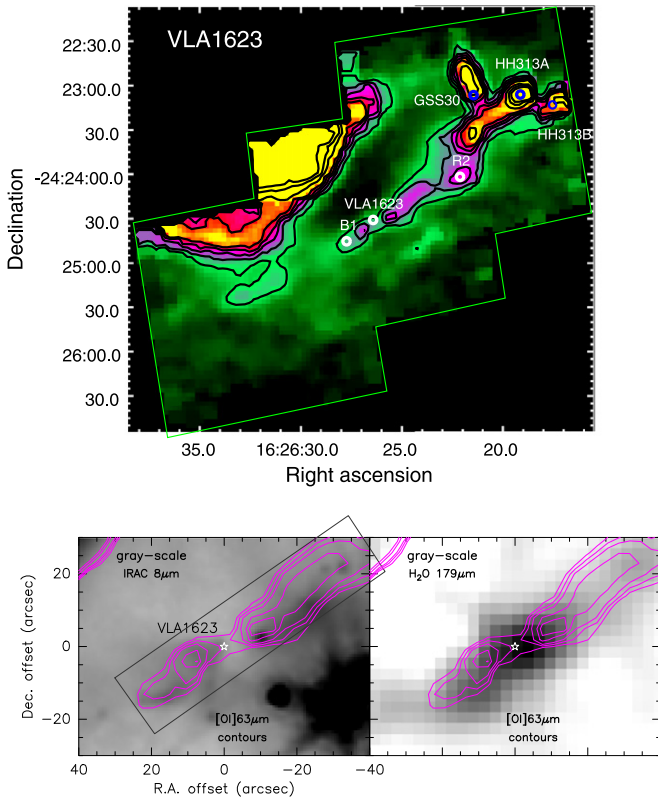 VLA1623
22:30.0
23:00.0
30.0
-24:24:00.0
30.0
25:00.0
30.0
26:00.0
30.0
Declination
HH313A
GSS30
HH313B
R2
VLA1623
B1
35.0
16:26:30.0
25.0
20.0
Right ascension
gray-scale
IRAC 8μm
VLA1623
[OI]63μm
contours
gray-scale
H₂O 179μm
[OI]63μm
contours
20
0
−20
Dec. offset (arcsec)
40
20
0
−20
−40
R.A. offset (arcsec)